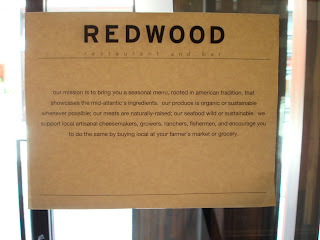 REDWOOD
restaurant and bar
our mission is to bring you a seasonal menu, rooted in american tradition, that
showcases the mid-atlantic's ingredients. our produce is organic or sustainable
wherever possible; our meats are naturally-raised; our seafood wild or sustainable. we
support local artisanal cheesemakers, growers, ranchers, fishermen, and encourage you
to do the same by buying local at your farmer's market or grocery.